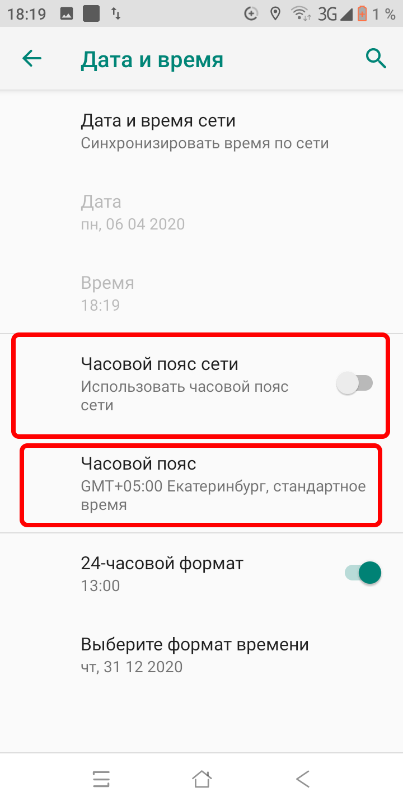 18:19 3G 1 %
Дата и время
Дата и время сети
Синхронизировать время по сети
Дата
пн, 06 04 2020
Время
18:19
Часовой пояс сети
Использовать часовой пояс
сети
Часовой пояс
GMT+05:00 Екатеринбург, стандартное
время
24-часовой формат
13:00
Выберите формат времени
чт, 31 12 2020